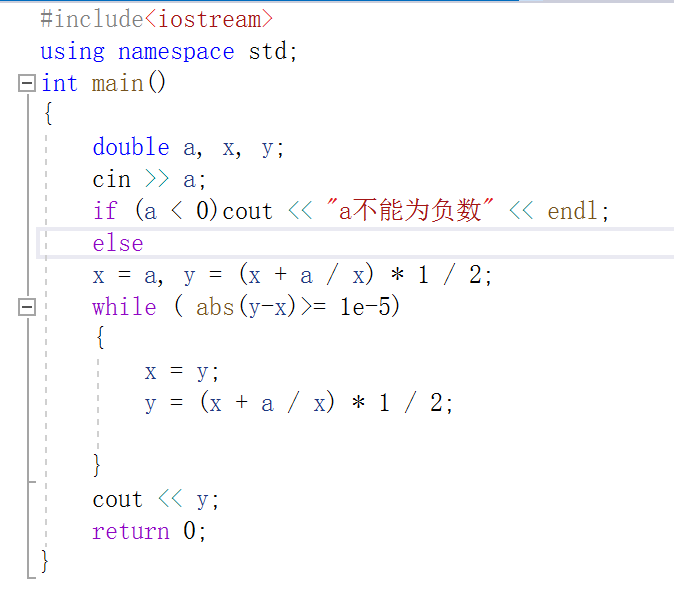 #include<iostream>
using namespace std;
int main()
{
double a, x, y;
cin >> a;
if (a < 0)cout << "a不能为负数" << endl;
else
x = a, y = (x + a / x) * 1 / 2;
while ( abs(y-x)>= 1e-5)
{
x = y;
y = (x + a / x) * 1 / 2;
}
cout << y;
return 0;
}